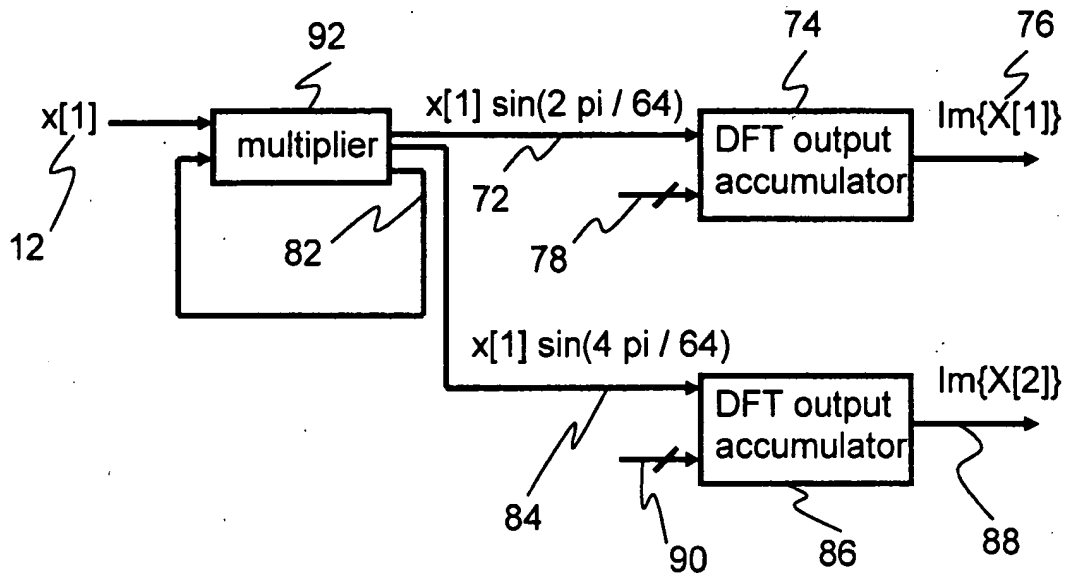 92
74
76
x[1]
multiplier
x[1] sin(2 pi / 64)
DFT output
accumulator
Im{X[1]}
12
82
72
78
x[1] sin(4 pi / 64)
DFT output
accumulator
Im{X[2]}
84
90
86
88